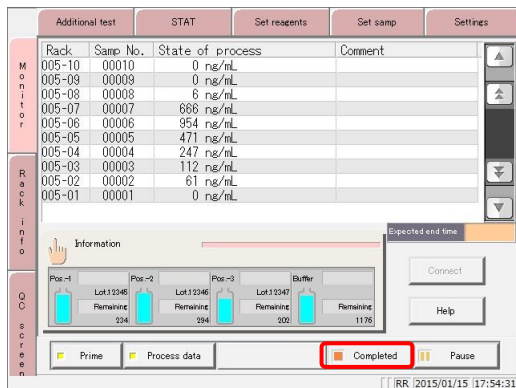 Additional test STAT Set reagents Set samp Settings
Monitor
Rack info
QC screen
Rack Samp No. State of process Comment
005-10 00010 0 ng/mL
005-09 00009 0 ng/mL
005-08 00008 6 ng/mL
005-07 00007 666 ng/mL
005-06 00006 954 ng/mL
005-05 00005 471 ng/mL
005-04 00004 247 ng/mL
005-03 00003 112 ng/mL
005-02 00002 61 ng/mL
005-01 00001 0 ng/mL
Expected end time
Information
Pos.-1 Pos.-2 Pos.-3 Buffer
Lot.12345 Lot.12346 Lot.12347
Remaining Remaining Remaining Remaining
234 294 202 1176
Connect
Help
Prime Process data Completed Pause
RR 2015/01/15 17:54:31